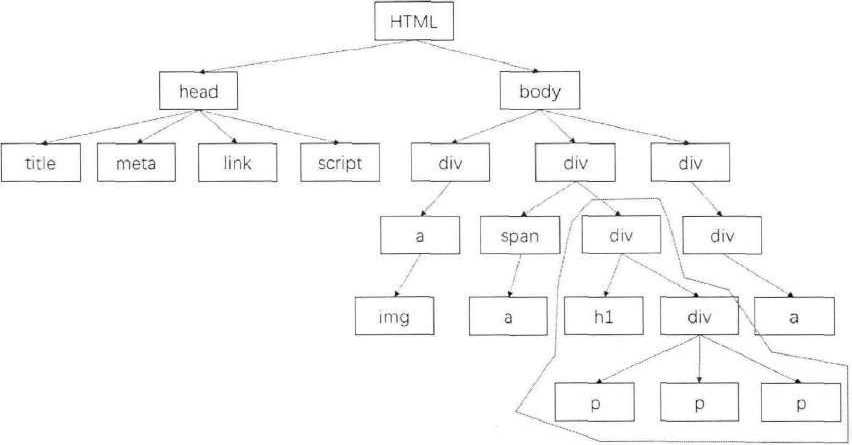 HTML
head
body
title
meta
link
script
div
div
div
a
span
div
div
img
a
h1
div
a
p
p
p